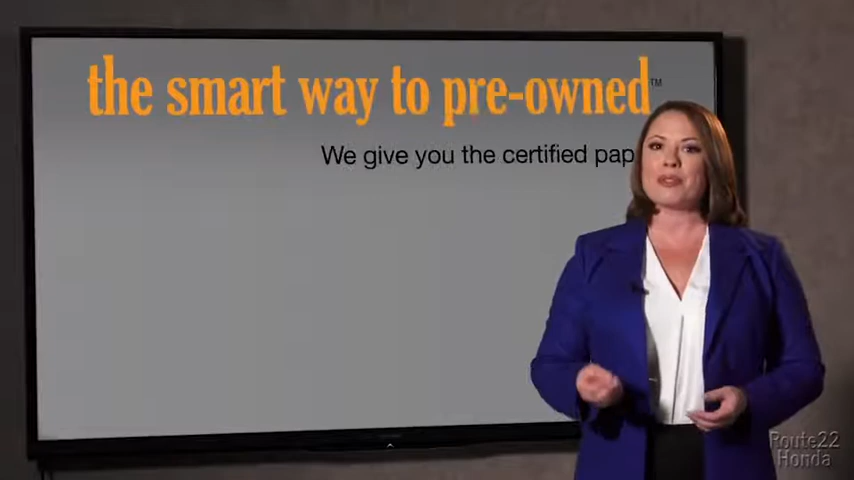 the smart way to pre-owned™
We give you the certified pap
Route22
Honda